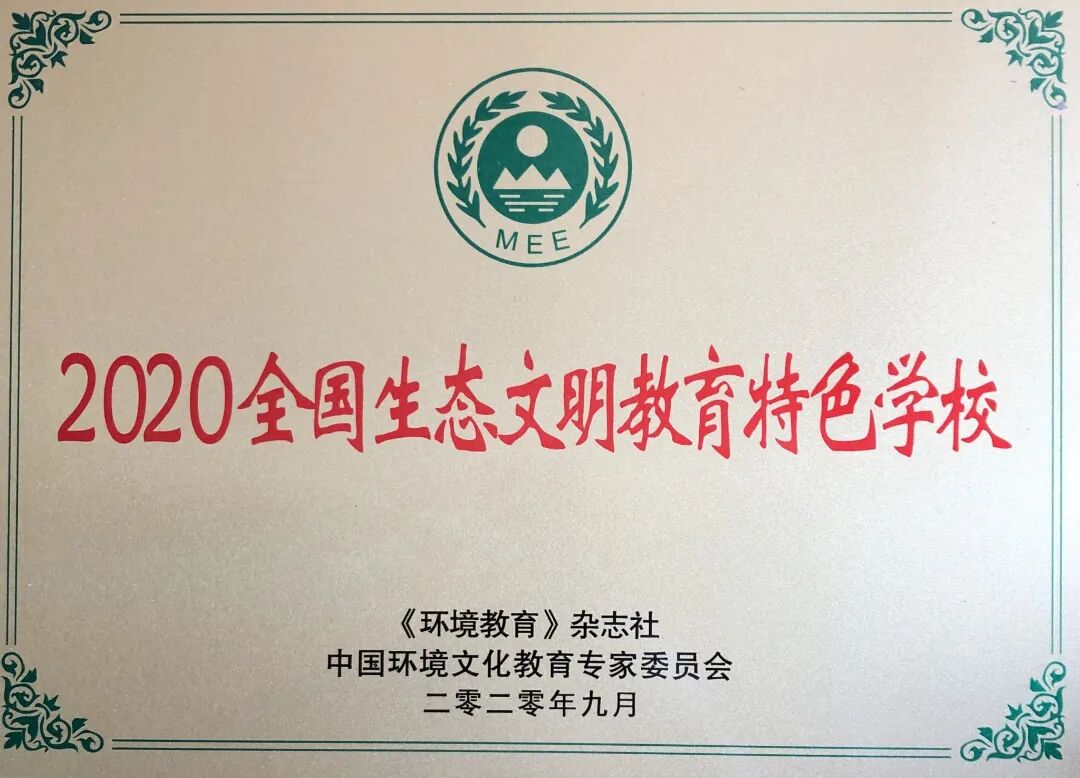 MEE
2020全国生态文明教育特色学校
《环境教育》杂志社
中国环境文化教育专家委员会
二零二零年九月